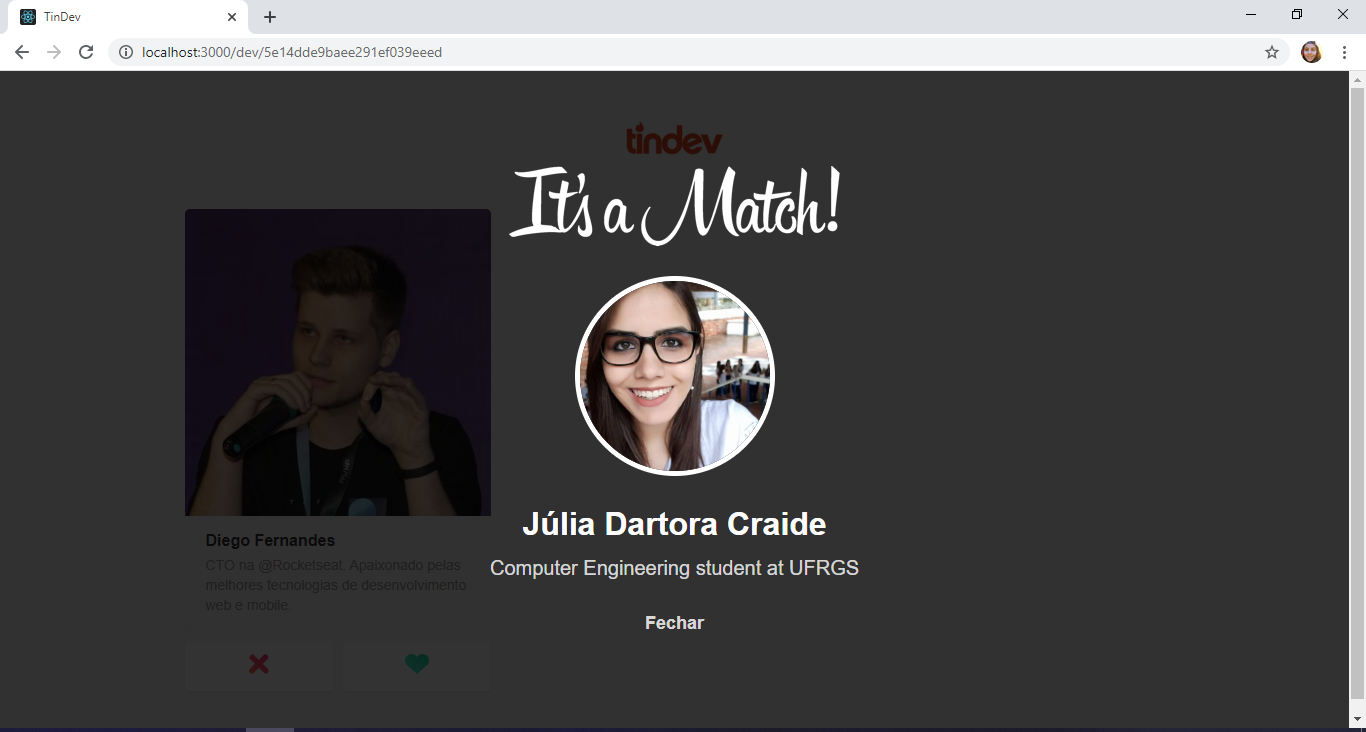 TinDev
localhost:3000/dev/5e14dde9baee291ef039eeed
tindev
It's a Match!
Júlia Dartora Craide
Computer Engineering student at UFRGS
Fechar
Diego Fernandes
CTO na @Rocketseat. Apaixonado pelas
melhores tecnologias de desenvolvimento
web e mobile.